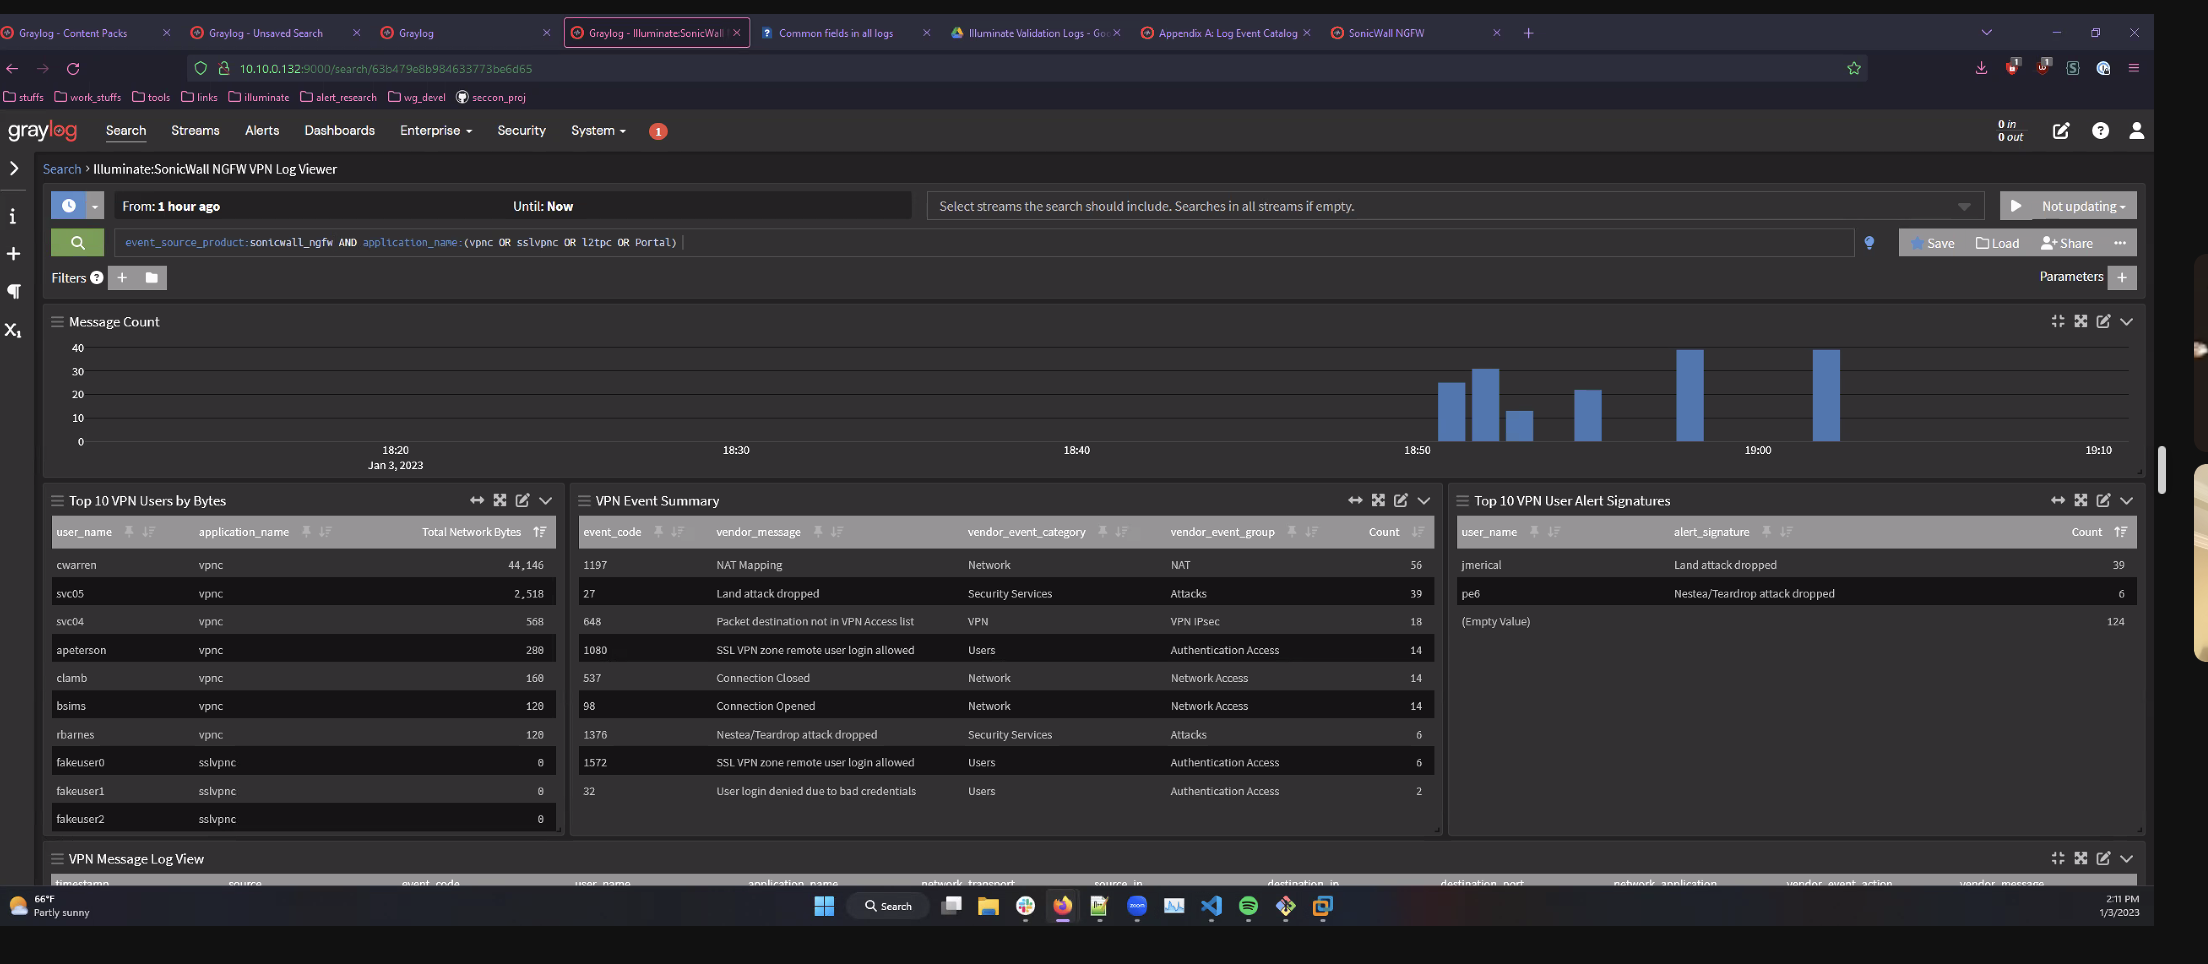 Graylog - Content Packs
Graylog - Unsaved Search
Graylog
Graylog - Illuminate:SonicWall
Common fields in all logs
Illuminate Validation Logs - Goo
Appendix A: Log Event Catalog
SonicWall NGFW
10.10.0.132:9000/search/63b479e8b984633773be6d65
1
1
stuffs work_stuffs tools links illuminate alert_research wg_devel seccon_proj
graylog Search Streams Alerts Dashboards Enterprise Security System 1
0 in
0 out
Search › Illuminate:SonicWall NGFW VPN Log Viewer
From: 1 hour ago Until: Now Select streams the search should include. Searches in all streams if empty. Not updating
event_source_product:sonicwall_ngfw AND application_name:(vpnc OR sslvpnc OR l2tpc OR Portal) Save Load Share
Filters Parameters
Message Count
40
30
20
10
0
18:20 18:30 18:40 18:50 19:00 19:10
Jan 3, 2023
Top 10 VPN Users by Bytes
user_name application_name Total Network Bytes
cwarren vpnc 44,146
svc05 vpnc 2,518
svc04 vpnc 568
apeterson vpnc 280
clamb vpnc 160
bsims vpnc 120
rbarnes vpnc 120
fakeuser0 sslvpnc 0
fakeuser1 sslvpnc 0
fakeuser2 sslvpnc 0
VPN Event Summary
event_code vendor_message vendor_event_category vendor_event_group Count
1197 NAT Mapping Network NAT 56
27 Land attack dropped Security Services Attacks 39
648 Packet destination not in VPN Access list VPN VPN IPsec 18
1080 SSL VPN zone remote user login allowed Users Authentication Access 14
537 Connection Closed Network Network Access 14
98 Connection Opened Network Network Access 14
1376 Nestea/Teardrop attack dropped Security Services Attacks 6
1572 SSL VPN zone remote user login allowed Users Authentication Access 6
32 User login denied due to bad credentials Users Authentication Access 2
Top 10 VPN User Alert Signatures
user_name alert_signature Count
jmerical Land attack dropped 39
pe6 Nestea/Teardrop attack dropped 6
(Empty Value) 124
VPN Message Log View
timestamp source event_code user_name application_name network_transport source_ip destination_ip destination_port network_application vendor_event_action vendor_message
66°F
Partly sunny
Search
zoom
2:11 PM
1/3/2023